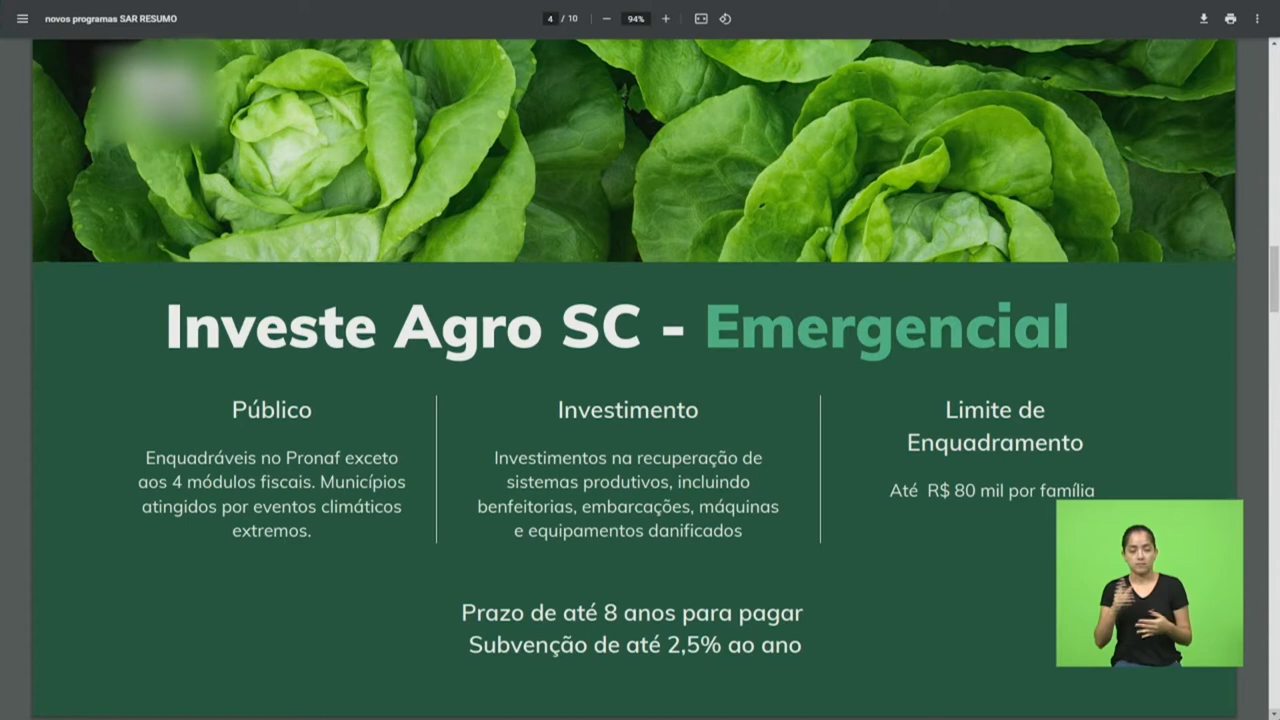 novos programas SAR RESUMO
4 / 10
94%
Investe Agro SC - Emergencial
Público
Enquadráveis no Pronaf exceto
aos 4 módulos fiscais. Municípios
atingidos por eventos climáticos
extremos.
Investimento
Investimentos na recuperação de
sistemas produtivos, incluindo
benfeitorias, embarcações, máquinas
e equipamentos danificados
Limite de
Enquadramento
Até R$ 80 mil por família
Prazo de até 8 anos para pagar
Subvenção de até 2,5% ao ano